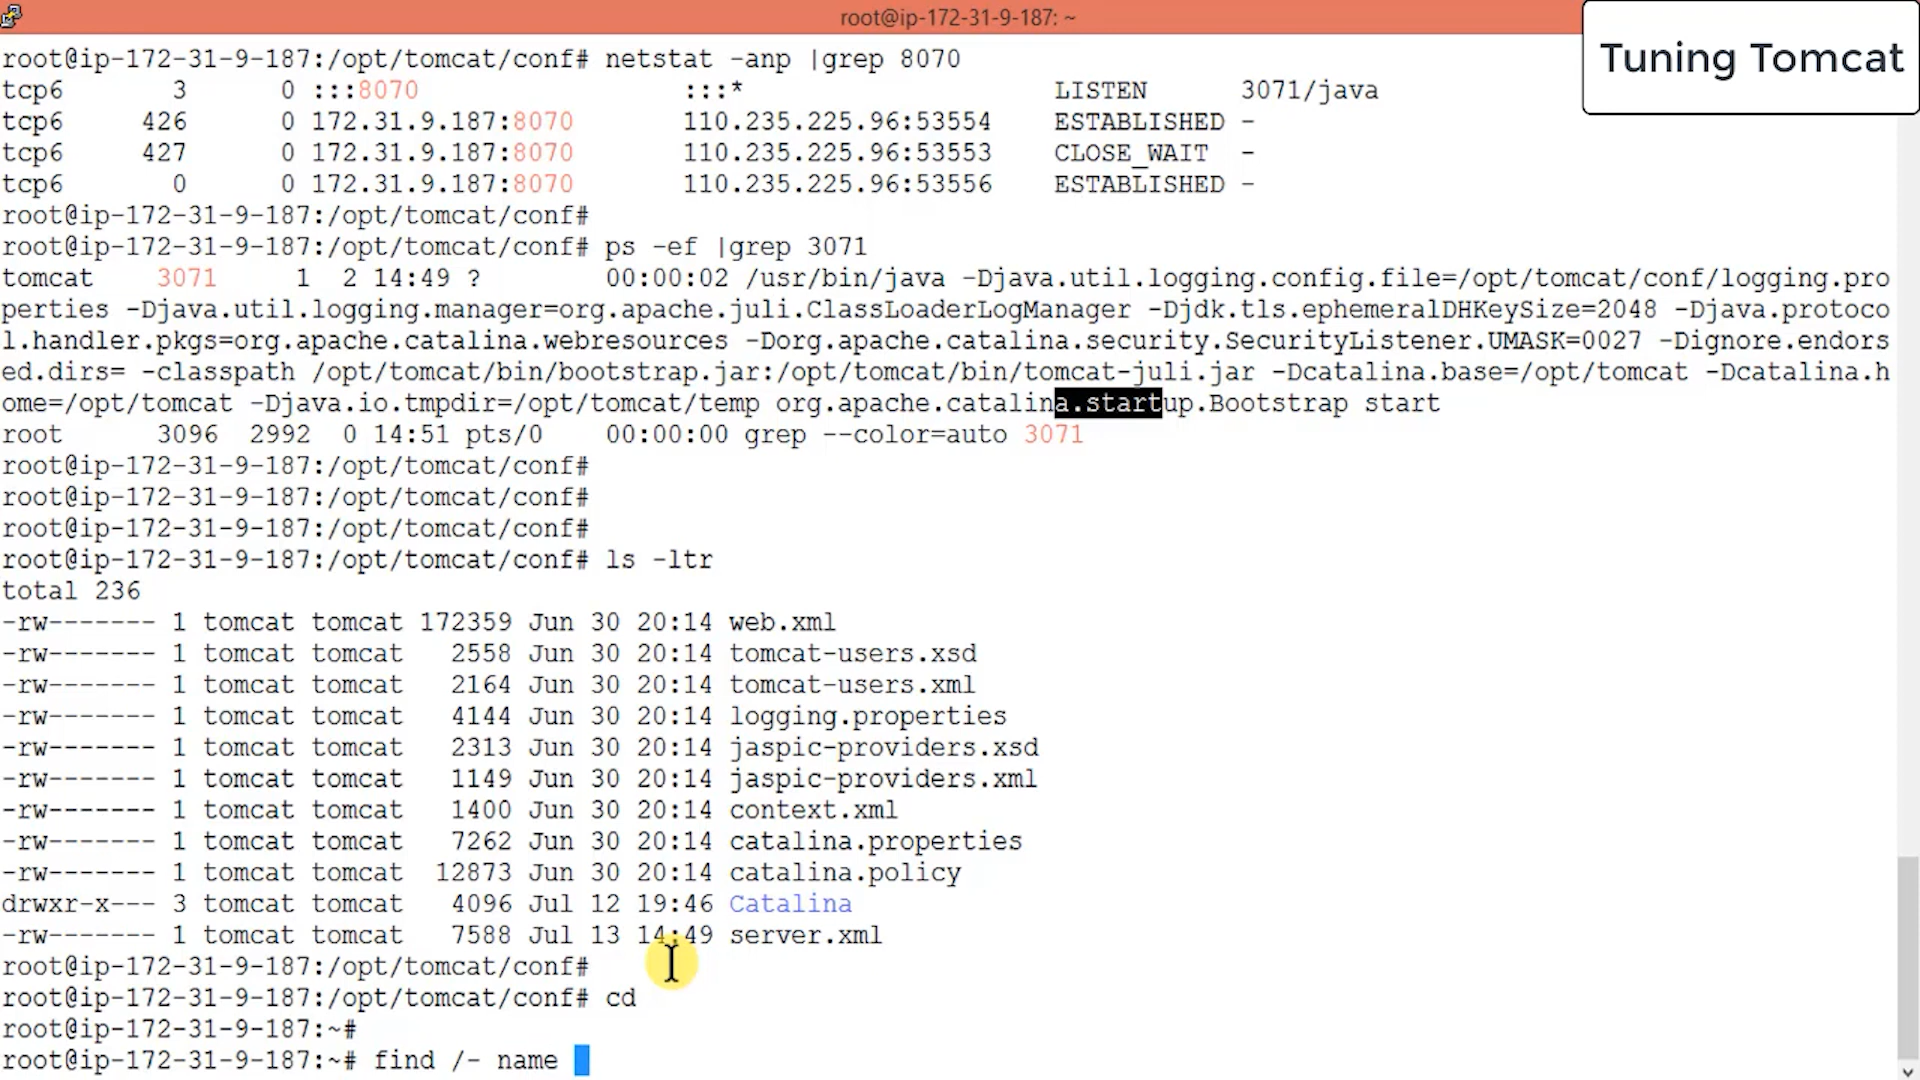 root@ip-172-31-9-187: ~
Tuning Tomcat
root@ip-172-31-9-187:/opt/tomcat/conf# netstat -anp |grep 8070
tcp6       3      0 :::8070                 :::*                    LISTEN      3071/java
tcp6     426      0 172.31.9.187:8070       110.235.225.96:53554    ESTABLISHED -
tcp6     427      0 172.31.9.187:8070       110.235.225.96:53553    CLOSE_WAIT  -
tcp6       0      0 172.31.9.187:8070       110.235.225.96:53556    ESTABLISHED -
root@ip-172-31-9-187:/opt/tomcat/conf#
root@ip-172-31-9-187:/opt/tomcat/conf# ps -ef |grep 3071
tomcat    3071     1  2 14:49 ?        00:00:02 /usr/bin/java -Djava.util.logging.config.file=/opt/tomcat/conf/logging.pro
perties -Djava.util.logging.manager=org.apache.juli.ClassLoaderLogManager -Djdk.tls.ephemeralDHKeySize=2048 -Djava.protoco
l.handler.pkgs=org.apache.catalina.webresources -Dorg.apache.catalina.security.SecurityListener.UMASK=0027 -Dignore.endors
ed.dirs= -classpath /opt/tomcat/bin/bootstrap.jar:/opt/tomcat/bin/tomcat-juli.jar -Dcatalina.base=/opt/tomcat -Dcatalina.h
ome=/opt/tomcat -Djava.io.tmpdir=/opt/tomcat/temp org.apache.catalina.startup.Bootstrap start
root      3096  2992  0 14:51 pts/0    00:00:00 grep --color=auto 3071
root@ip-172-31-9-187:/opt/tomcat/conf#
root@ip-172-31-9-187:/opt/tomcat/conf#
root@ip-172-31-9-187:/opt/tomcat/conf#
root@ip-172-31-9-187:/opt/tomcat/conf# ls -ltr
total 236
-rw------- 1 tomcat tomcat 172359 Jun 30 20:14 web.xml
-rw------- 1 tomcat tomcat   2558 Jun 30 20:14 tomcat-users.xsd
-rw------- 1 tomcat tomcat   2164 Jun 30 20:14 tomcat-users.xml
-rw------- 1 tomcat tomcat   4144 Jun 30 20:14 logging.properties
-rw------- 1 tomcat tomcat   2313 Jun 30 20:14 jaspic-providers.xsd
-rw------- 1 tomcat tomcat   1149 Jun 30 20:14 jaspic-providers.xml
-rw------- 1 tomcat tomcat   1400 Jun 30 20:14 context.xml
-rw------- 1 tomcat tomcat   7262 Jun 30 20:14 catalina.properties
-rw------- 1 tomcat tomcat  12873 Jun 30 20:14 catalina.policy
drwxr-x--- 3 tomcat tomcat   4096 Jul 12 19:46 Catalina
-rw------- 1 tomcat tomcat   7588 Jul 13 14:49 server.xml
root@ip-172-31-9-187:/opt/tomcat/conf#
root@ip-172-31-9-187:/opt/tomcat/conf# cd
root@ip-172-31-9-187:~#
root@ip-172-31-9-187:~# find /- name